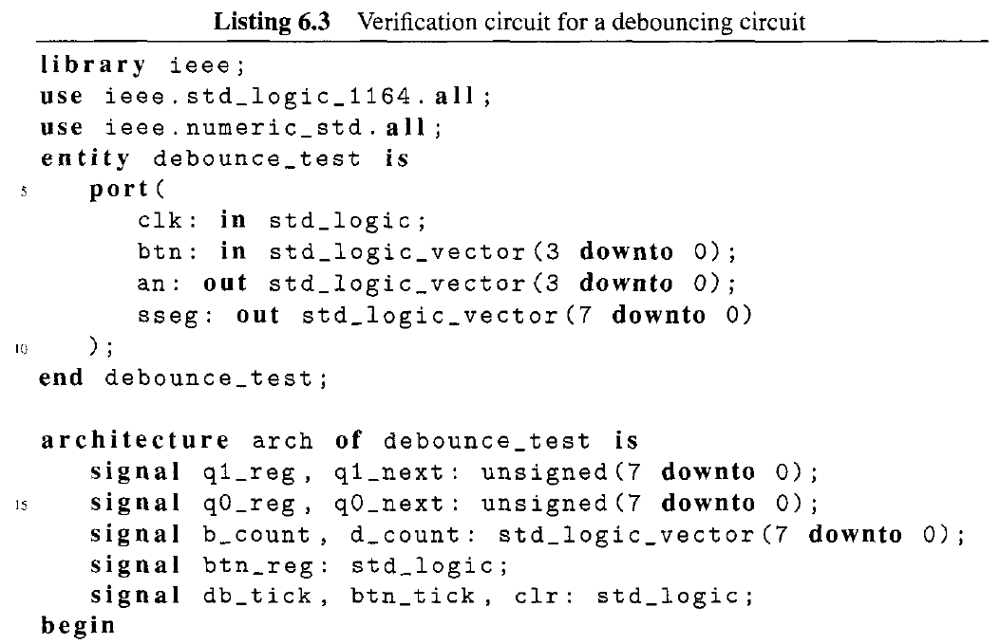 Listing 6.3 Verification circuit for a debouncing circuit
library ieee;
use ieee.std_logic_1164.all;
use ieee.numeric_std.all;
entity debounce_test is
5 port(
clk: in std_logic;
btn: in std_logic_vector(3 downto 0);
an: out std_logic_vector(3 downto 0);
sseg: out std_logic_vector(7 downto 0)
10 );
end debounce_test;
architecture arch of debounce_test is
signal q1_reg, q1_next: unsigned(7 downto 0);
15 signal q0_reg, q0_next: unsigned(7 downto 0);
signal b_count, d_count: std_logic_vector(7 downto 0);
signal btn_reg: std_logic;
signal db_tick, btn_tick, clr: std_logic;
begin